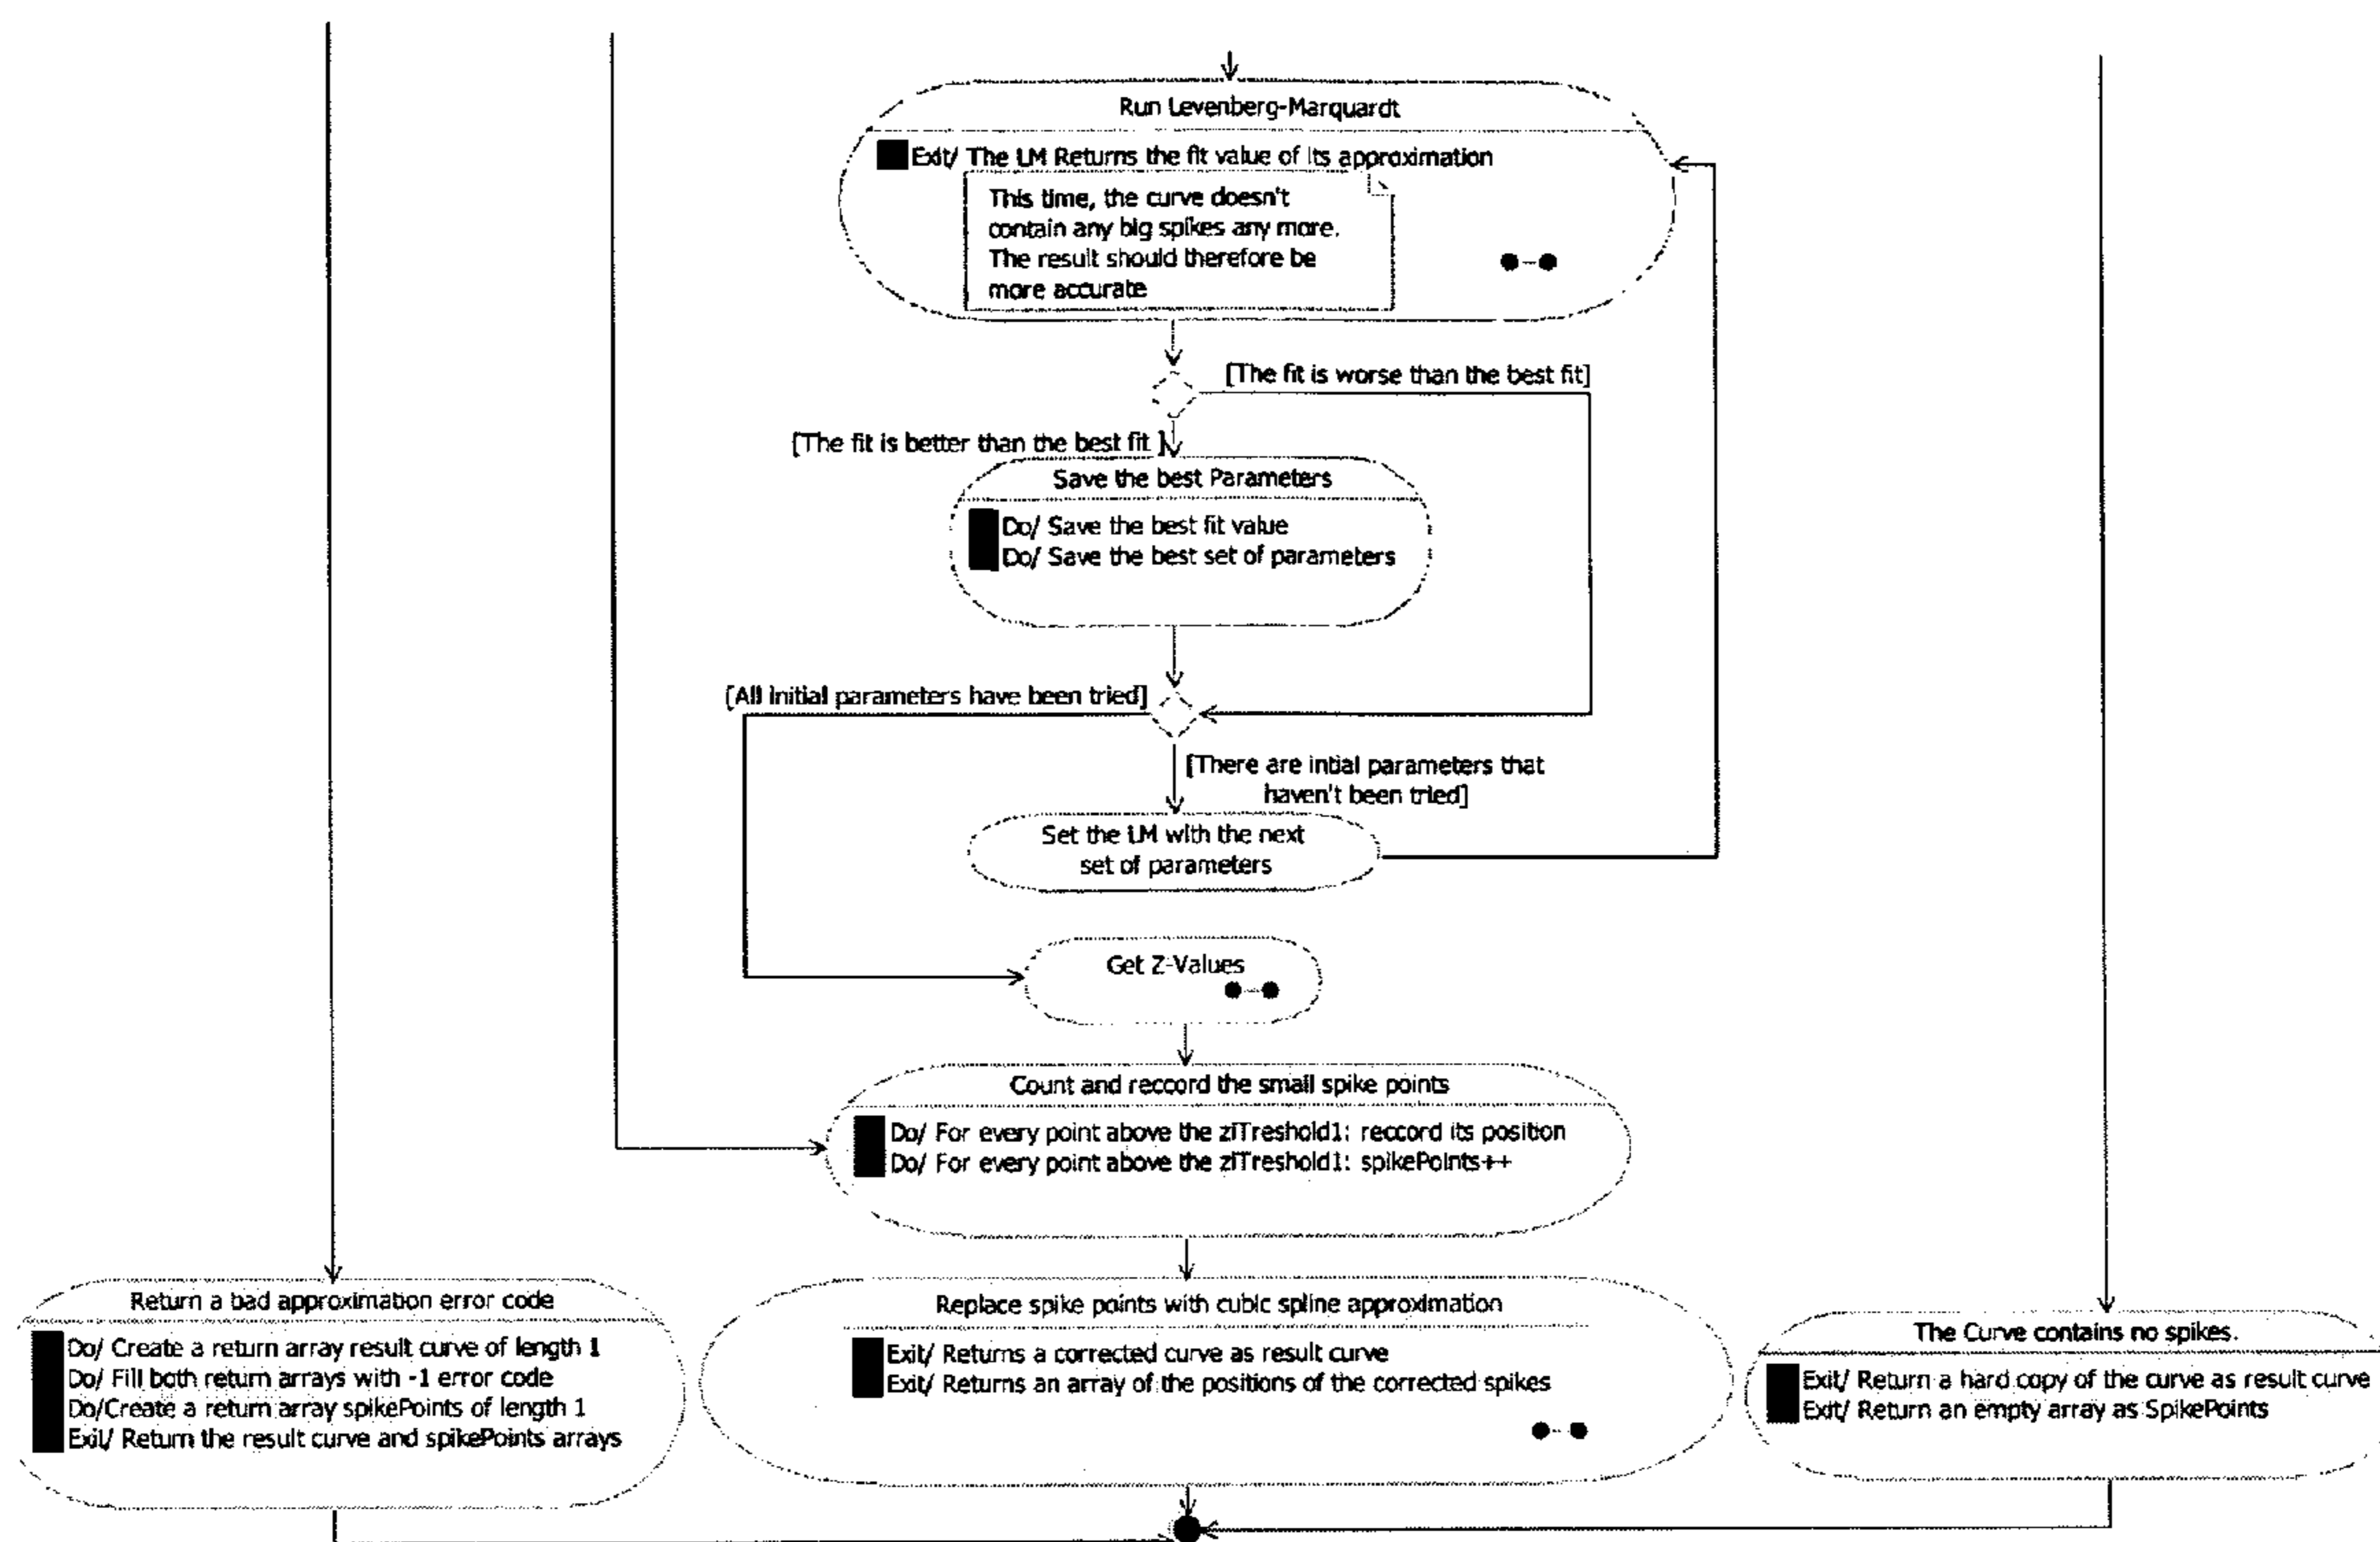 Run Levenberg-Marquardt
Exit/ The LM Returns the fit value of its approximation
This time, the curve doesn't
contain any big spikes any more.
The result should therefore be
more accurate
[The fit is worse than the best fit]
[The fit is better than the best fit ]
Save the best Parameters
Do/ Save the best fit value
Do/ Save the best set of parameters
[All initial parameters have been tried]
[There are intial parameters that
haven't been tried]
Set the LM with the next
set of parameters
Get Z-Values
Count and reccord the small spike points
Do/ For every point above the ziTreshold1: reccord its position
Do/ For every point above the ziTreshold1: spikePoints++
Return a bad approximation error code
Do/ Create a return array result curve of length 1
Do/ Fill both return arrays with -1 error code
Do/Create a return array spikePoints of length 1
Exit/ Return the result curve and spikePoints arrays
Replace spike points with cubic spline approximation
Exit/ Returns a corrected curve as result curve
Exit/ Returns an array of the positions of the corrected spikes
The Curve contains no spikes.
Exit/ Return a hard copy of the curve as result curve
Exit/ Return an empty array as SpikePoints